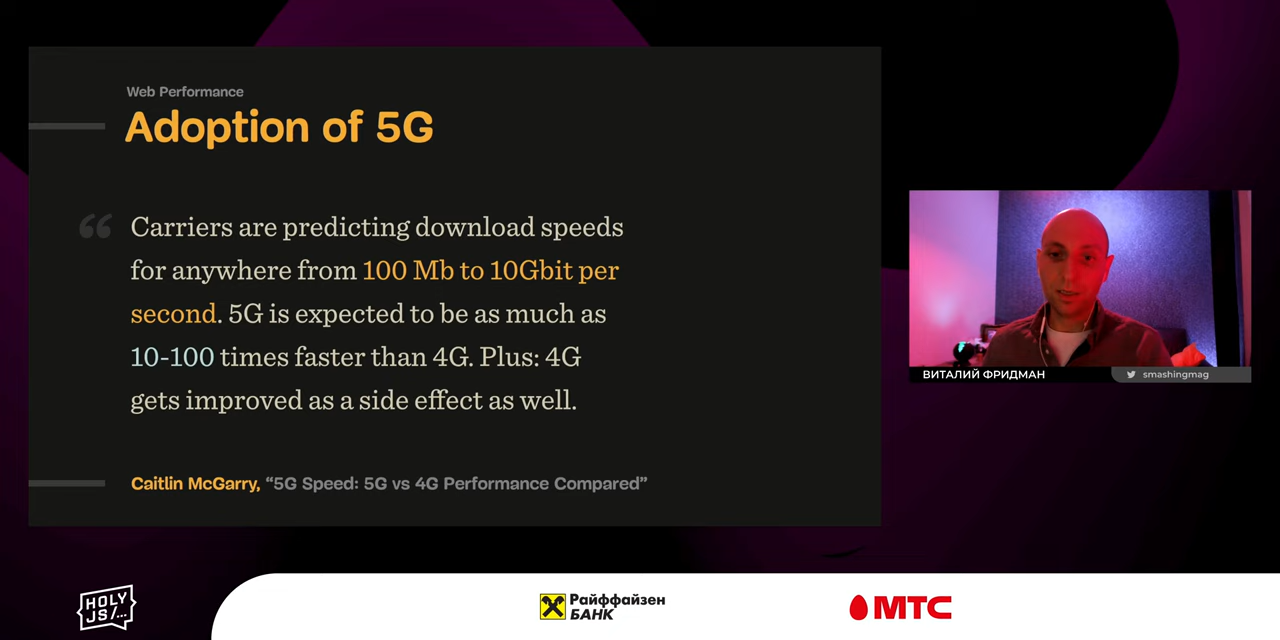 Web Performance
Adoption of 5G
“ Carriers are predicting download speeds
for anywhere from 100 Mb to 10Gbit per
second. 5G is expected to be as much as
10-100 times faster than 4G. Plus: 4G
gets improved as a side effect as well.
Caitlin McGarry, “5G Speed: 5G vs 4G Performance Compared”
ВИТАЛИЙ ФРИДМАН
smashingmag
HOLY
JS/...
Райффайзен
БАНК
МТС